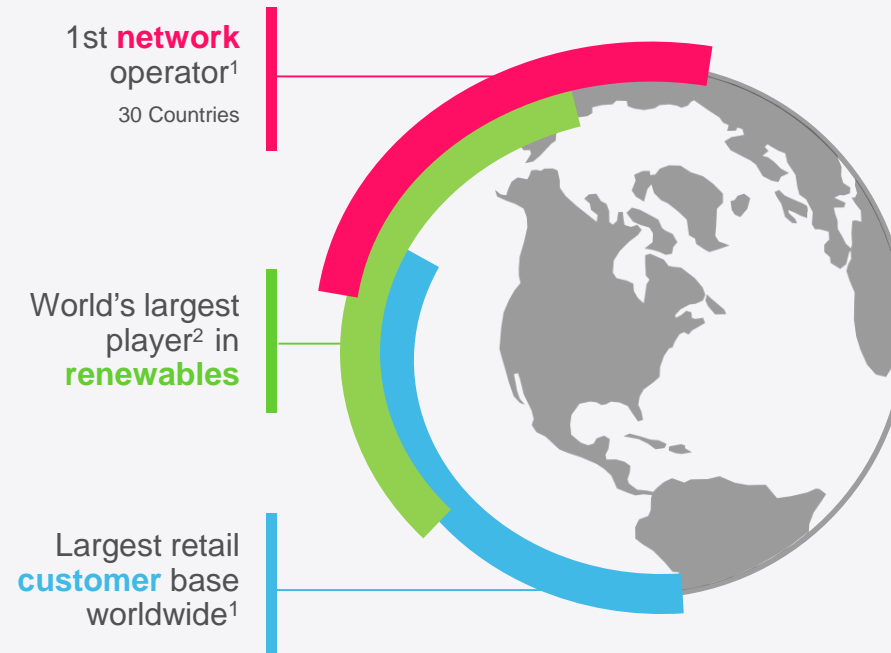 1st network
operator¹
30 Countries
World's largest
player² in
renewables
Largest retail
customer base
worldwide¹